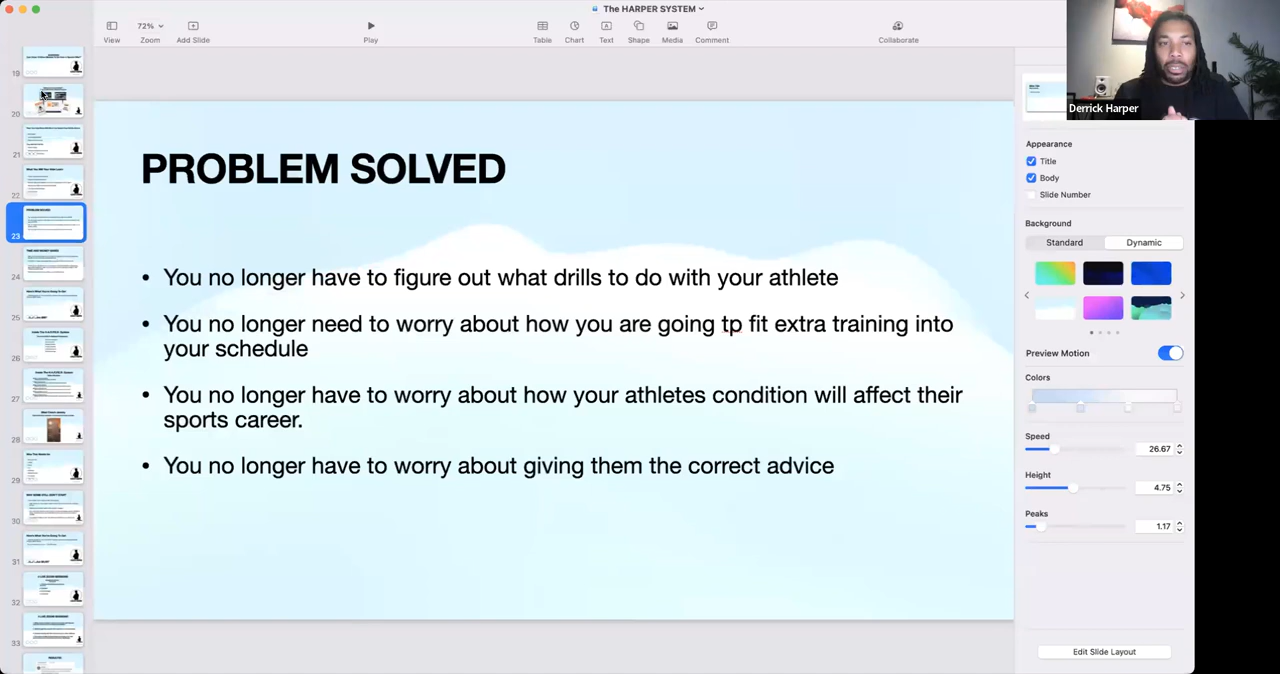 The HARPER SYSTEM
72%
View
Zoom
Add Slide
Play
Table
Chart
Text
Shape
Media
Comment
Collaborate
Derrick Harper
19
20
21
22
23
24
25
26
27
28
29
30
31
32
33
PROBLEM SOLVED
• You no longer have to figure out what drills to do with your athlete
• You no longer need to worry about how you are going tp fit extra training into
your schedule
• You no longer have to worry about how your athletes condition will affect their
sports career.
• You no longer have to worry about giving them the correct advice
Appearance
Title
Body
Slide Number
Background
Standard
Dynamic
Preview Motion
Colors
Speed
26.67
Height
4.75
Peaks
1.17
Edit Slide Layout